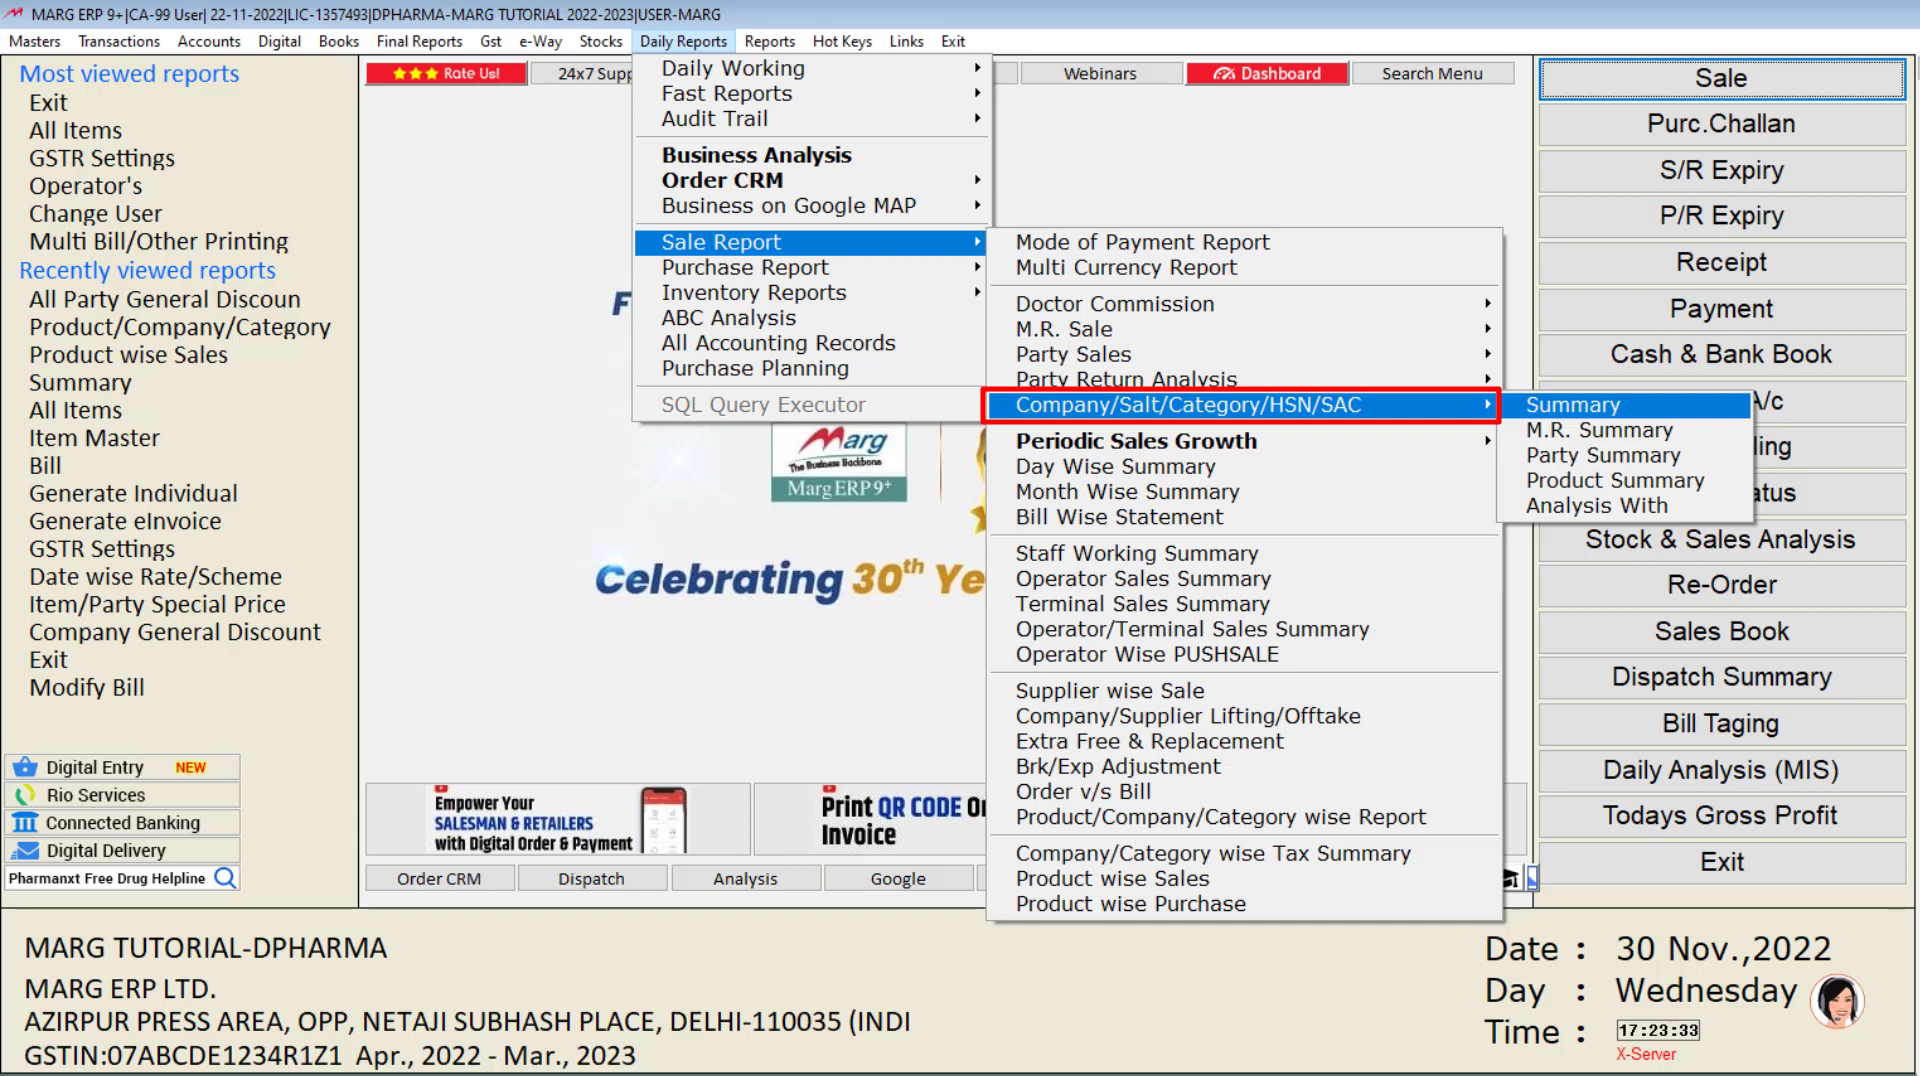 MARG ERP 9+|CA-99 User| 22-11-2022|LIC-1357493|DPHARMA-MARG TUTORIAL 2022-2023|USER-MARG
Masters Transactions Accounts Digital Books Final Reports Gst e-Way Stocks Daily Reports Reports Hot Keys Links Exit
Most viewed reports
Exit
All Items
GSTR Settings
Operator's
Change User
Multi Bill/Other Printing
Recently viewed reports
All Party General Discoun
Product/Company/Category
Product wise Sales
Summary
All Items
Item Master
Bill
Generate Individual
Generate eInvoice
GSTR Settings
Date wise Rate/Scheme
Item/Party Special Price
Company General Discount
Exit
Modify Bill
Digital Entry NEW
Rio Services
Connected Banking
Digital Delivery
Pharmanxt Free Drug Helpline
Rate Us!
24x7 Supp
Webinars
Dashboard
Search Menu
Daily Working
Fast Reports
Audit Trail
Business Analysis
Order CRM
Business on Google MAP
Sale Report
Purchase Report
Inventory Reports
ABC Analysis
All Accounting Records
Purchase Planning
SQL Query Executor
F
Marg
The Business Backbone
Marg ERP 9+
Celebrating 30th Ye
Mode of Payment Report
Multi Currency Report
Doctor Commission
M.R. Sale
Party Sales
Party Return Analysis
Company/Salt/Category/HSN/SAC
Periodic Sales Growth
Day Wise Summary
Month Wise Summary
Bill Wise Statement
Staff Working Summary
Operator Sales Summary
Terminal Sales Summary
Operator/Terminal Sales Summary
Operator Wise PUSHSALE
Supplier wise Sale
Company/Supplier Lifting/Offtake
Extra Free & Replacement
Brk/Exp Adjustment
Order v/s Bill
Product/Company/Category wise Report
Company/Category wise Tax Summary
Product wise Sales
Product wise Purchase
Summary
M.R. Summary
Party Summary
Product Summary
Analysis With
Empower Your
SALESMAN & RETAILERS
with Digital Order & Payment
Print QR CODE O
Invoice
Order CRM
Dispatch
Analysis
Google
Sale
Purc.Challan
S/R Expiry
P/R Expiry
Receipt
Payment
Cash & Bank Book
/c
ing
atus
Stock & Sales Analysis
Re-Order
Sales Book
Dispatch Summary
Bill Taging
Daily Analysis (MIS)
Todays Gross Profit
Exit
MARG TUTORIAL-DPHARMA
MARG ERP LTD.
AZIRPUR PRESS AREA, OPP, NETAJI SUBHASH PLACE, DELHI-110035 (INDI
GSTIN:07ABCDE1234R1Z1 Apr., 2022 - Mar., 2023
Date : 30 Nov.,2022
Day : Wednesday
Time : 17:23:33
X-Server